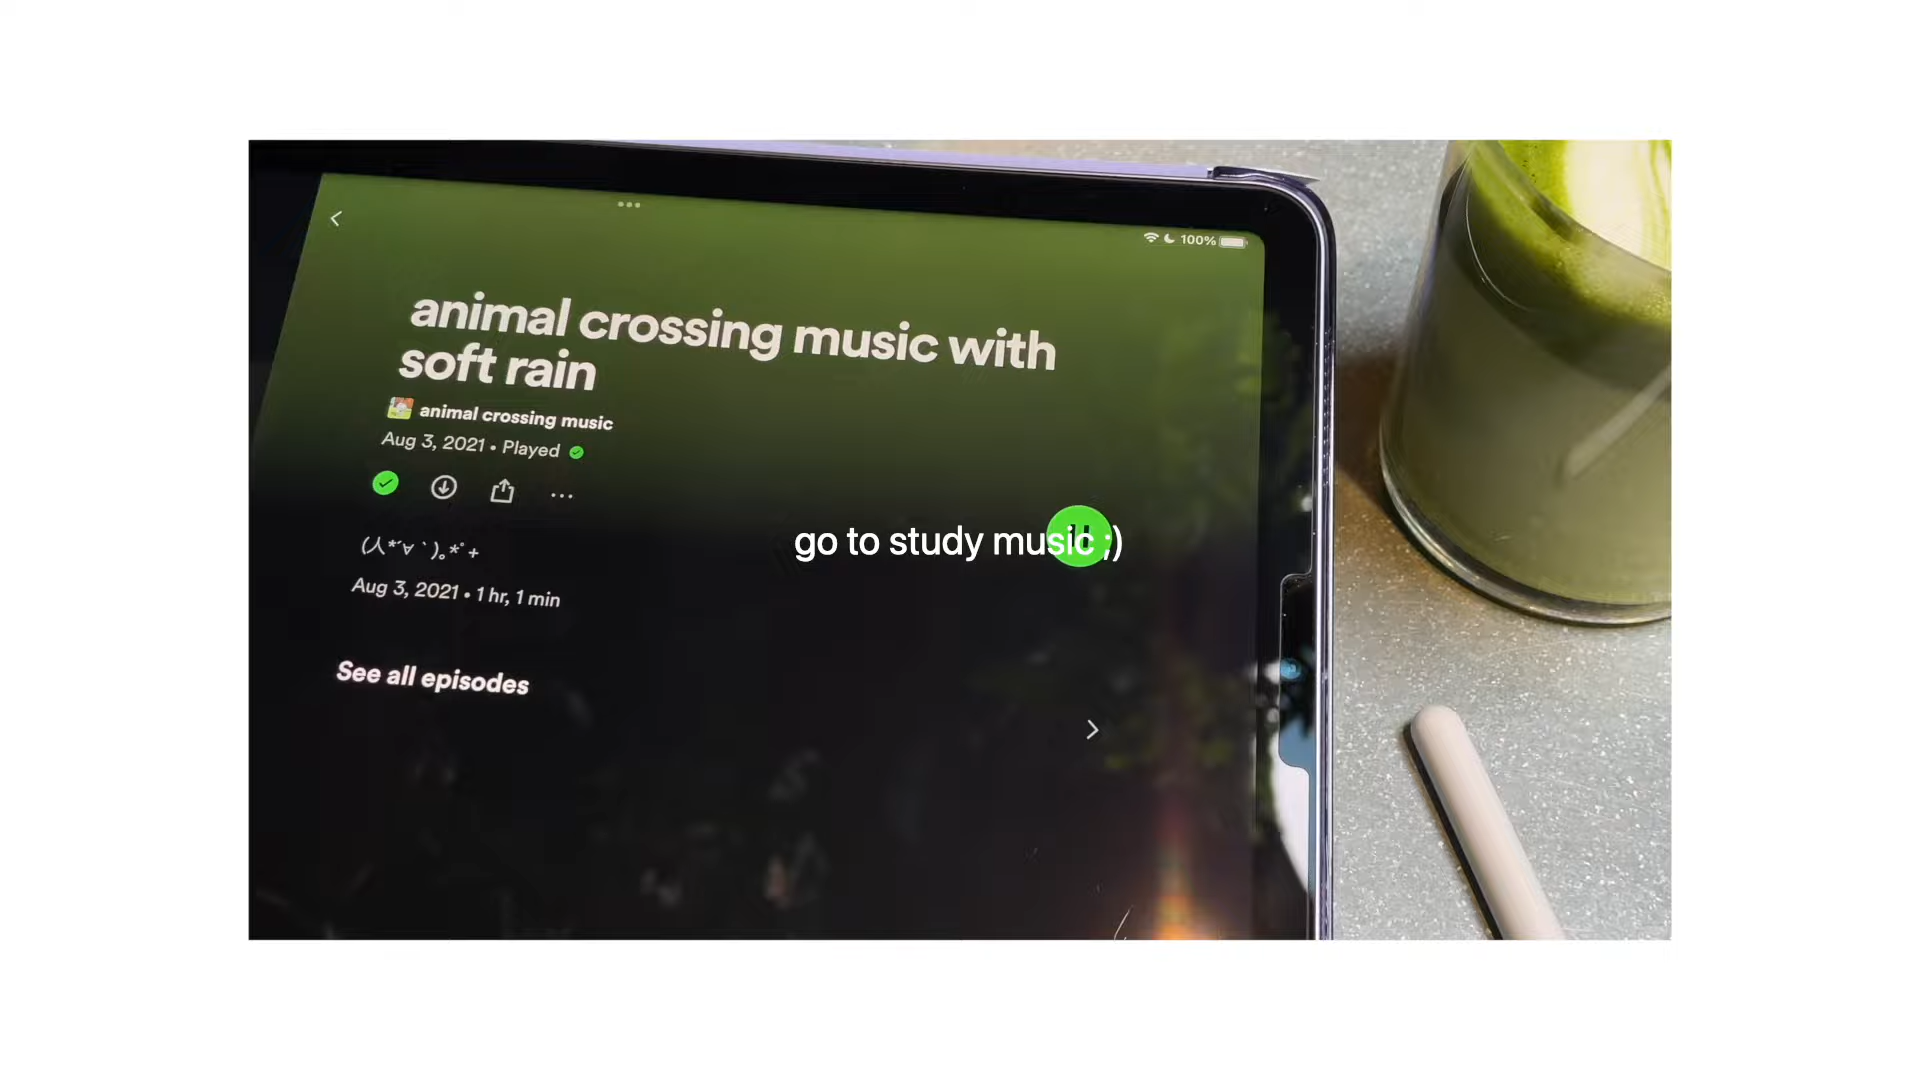 100%
animal crossing music with
soft rain
animal crossing music
Aug 3, 2021 • Played
go to study music ;)
(人*´∀`)｡*ﾟ+
Aug 3, 2021 • 1 hr, 1 min
See all episodes